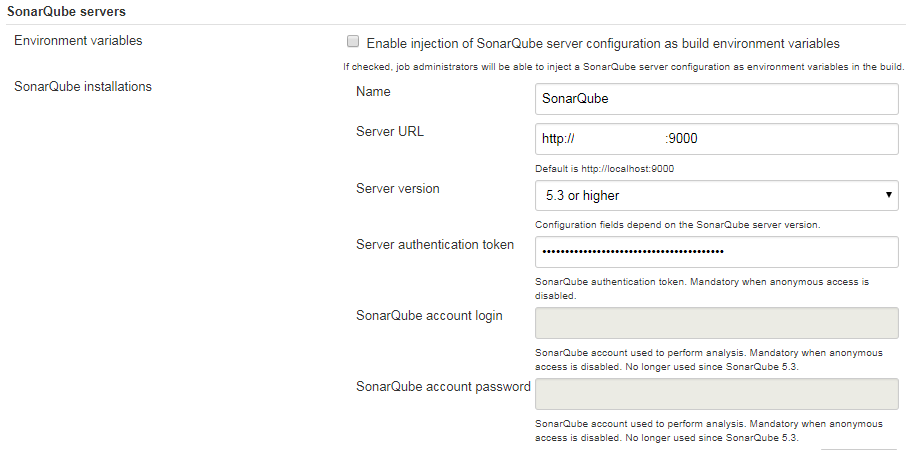 SonarQube servers
Environment variables
Enable injection of SonarQube server configuration as build environment variables
If checked, job administrators will be able to inject a SonarQube server configuration as environment variables in the build.
SonarQube installations
Name
SonarQube
Server URL
http:// :9000
Default is http://localhost:9000
Server version
5.3 or higher
Configuration fields depend on the SonarQube server version.
Server authentication token
••••••••••••••••••••••••••••••••••••••••
SonarQube authentication token. Mandatory when anonymous access is
disabled.
SonarQube account login
SonarQube account used to perform analysis. Mandatory when anonymous
access is disabled. No longer used since SonarQube 5.3.
SonarQube account password
SonarQube account used to perform analysis. Mandatory when anonymous
access is disabled. No longer used since SonarQube 5.3.